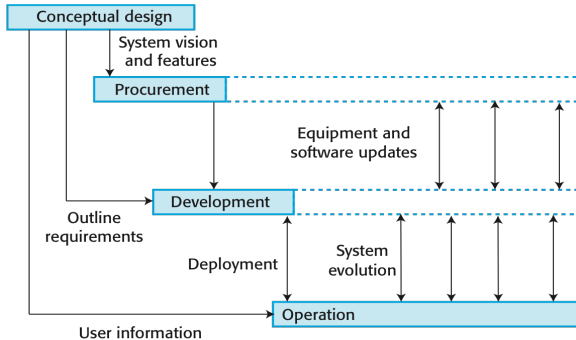 Conceptual design
System vision
and features
Procurement
Equipment and
software updates
Development
Outline
requirements
Deployment
System
evolution
Operation
User information